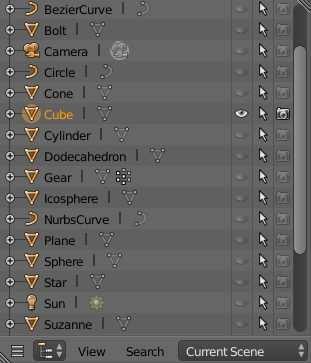 BezierCurve
Bolt
Camera
Circle
Cone
Cube
Cylinder
Dodecahedron
Gear
Icosphere
NurbsCurve
Plane
Sphere
Star
Sun
Suzanne
View Search Current Scene